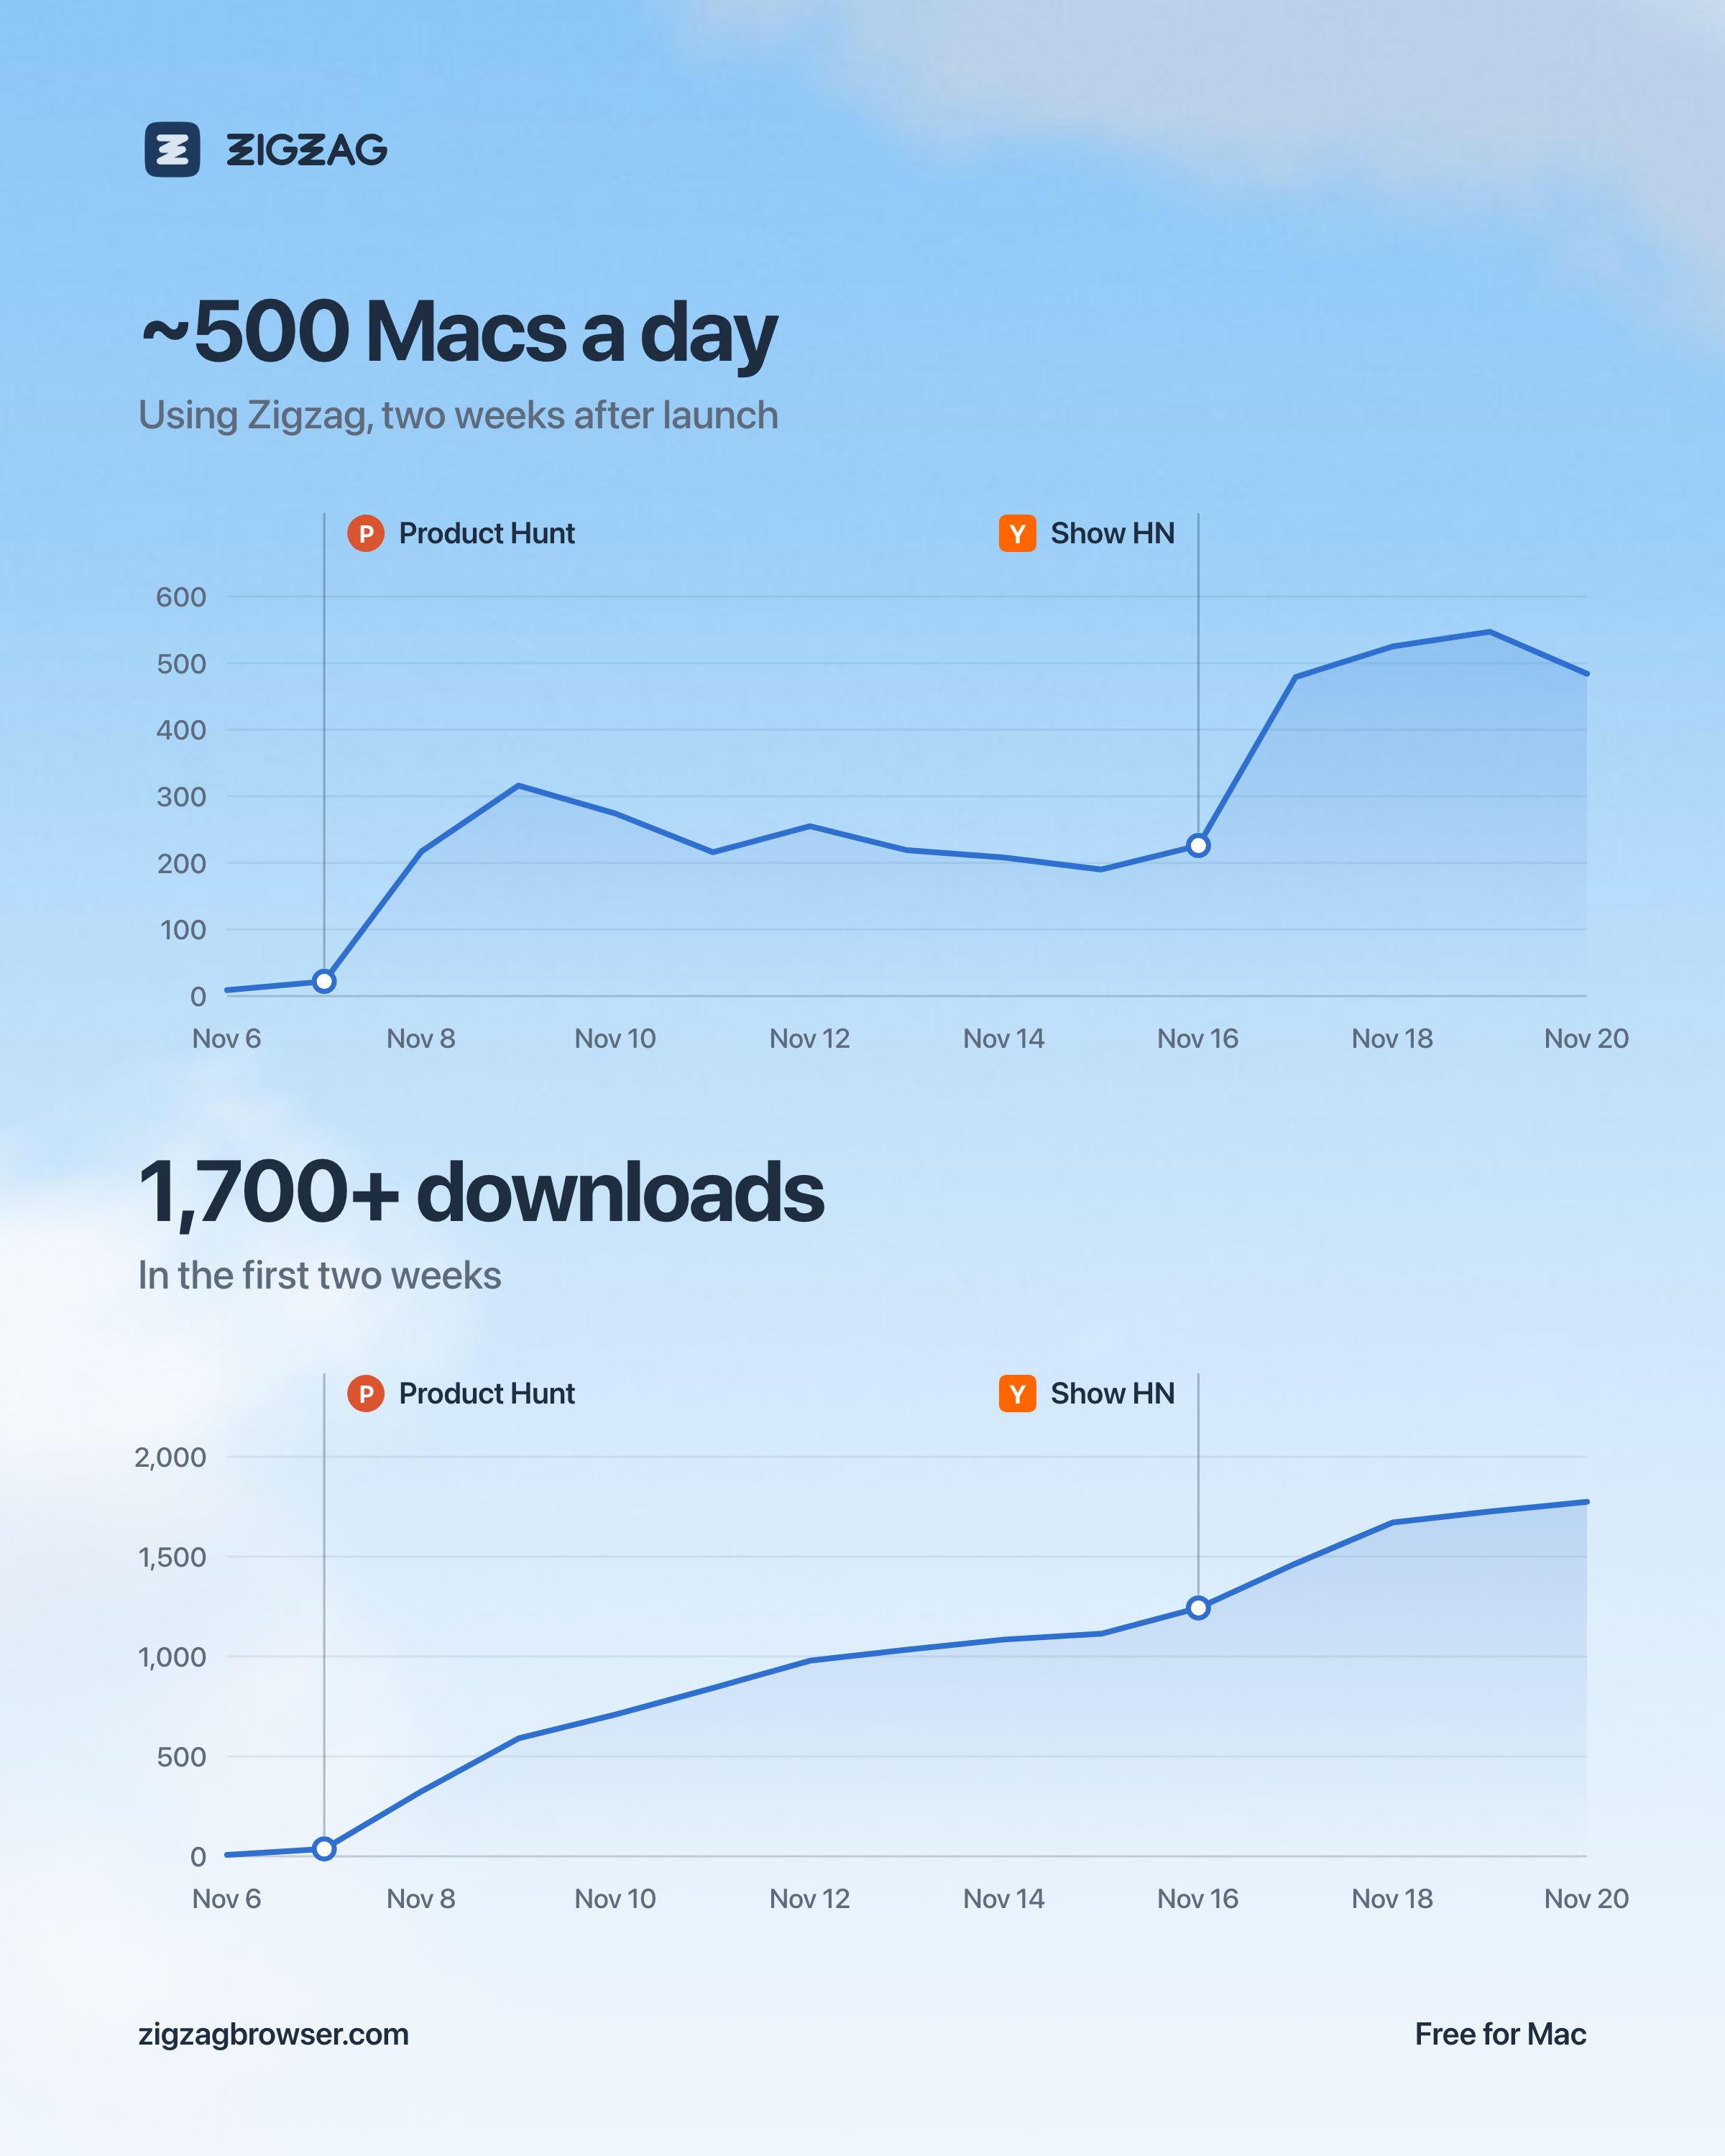 ZIGZAG
~500 Macs a day
Using Zigzag, two weeks after launch
P Product Hunt
Y Show HN
600
500
400
300
200
100
0
Nov 6 Nov 8 Nov 10 Nov 12 Nov 14 Nov 16 Nov 18 Nov 20
1,700+ downloads
In the first two weeks
P Product Hunt
Y Show HN
2,000
1,500
1,000
500
0
Nov 6 Nov 8 Nov 10 Nov 12 Nov 14 Nov 16 Nov 18 Nov 20
zigzagbrowser.com
Free for Mac